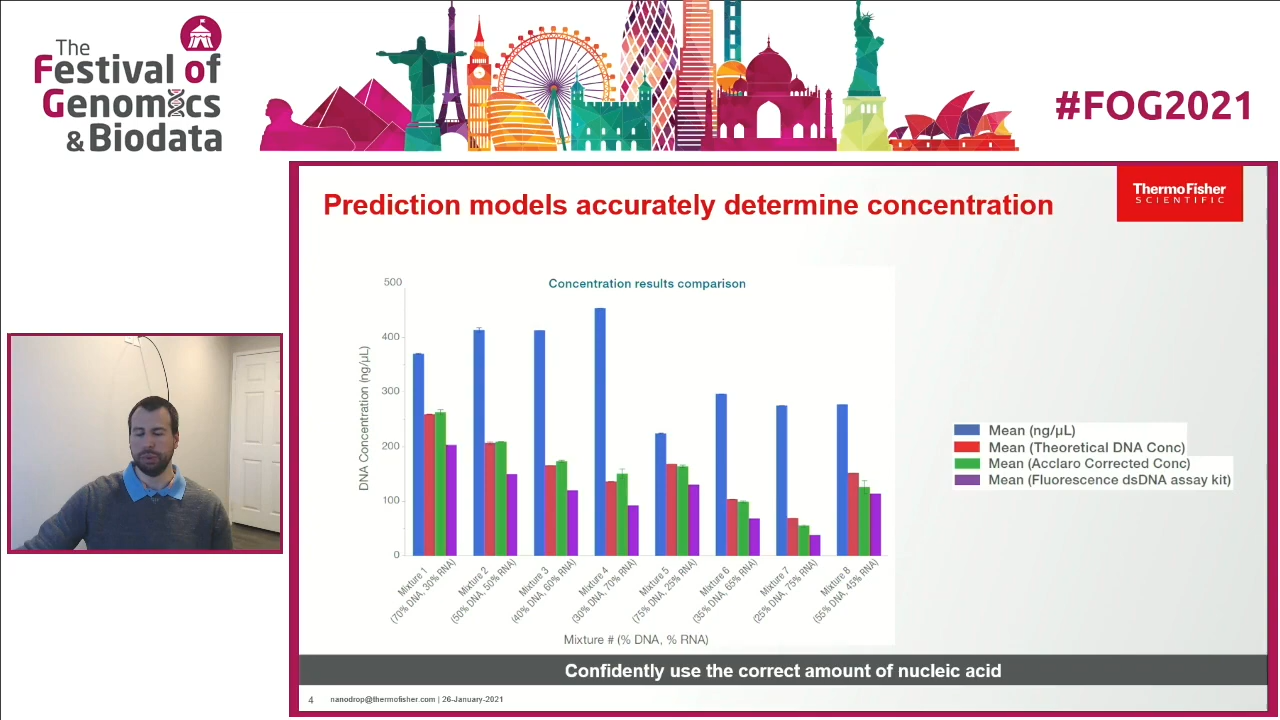 The
Festival of
Genomics
& Biodata
#FOG2021
Prediction models accurately determine concentration
ThermoFisher
SCIENTIFIC
Concentration results comparison
DNA Concentration (ng/µL)
500
400
300
200
100
0
Mixture 1
(70% DNA, 30% RNA)
Mixture 2
(50% DNA, 50% RNA)
Mixture 3
(40% DNA, 60% RNA)
Mixture 4
(30% DNA, 70% RNA)
Mixture 5
(75% DNA, 25% RNA)
Mixture 6
(35% DNA, 65% RNA)
Mixture 7
(25% DNA, 75% RNA)
Mixture 8
(55% DNA, 45% RNA)
Mixture # (% DNA, % RNA)
Mean (ng/µL)
Mean (Theoretical DNA Conc)
Mean (Acclaro Corrected Conc)
Mean (Fluorescence dsDNA assay kit)
Confidently use the correct amount of nucleic acid
4 nanodrop@thermofisher.com | 26-January-2021